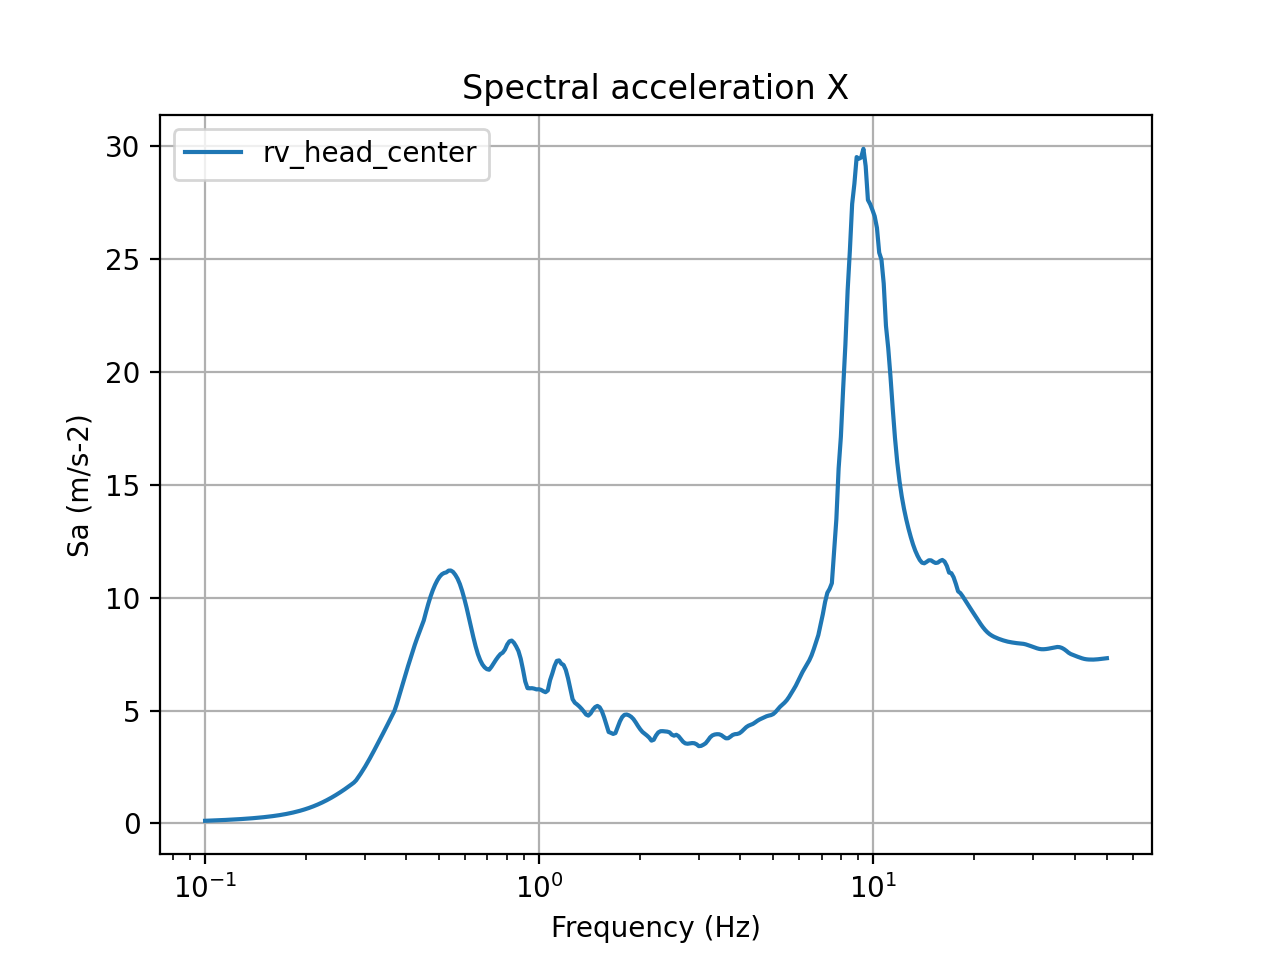 Spectral acceleration X
rv_head_center
30
25
20
15
10
5
0
Sa (m/s-2)
10⁻¹ 10⁰ 10¹
Frequency (Hz)